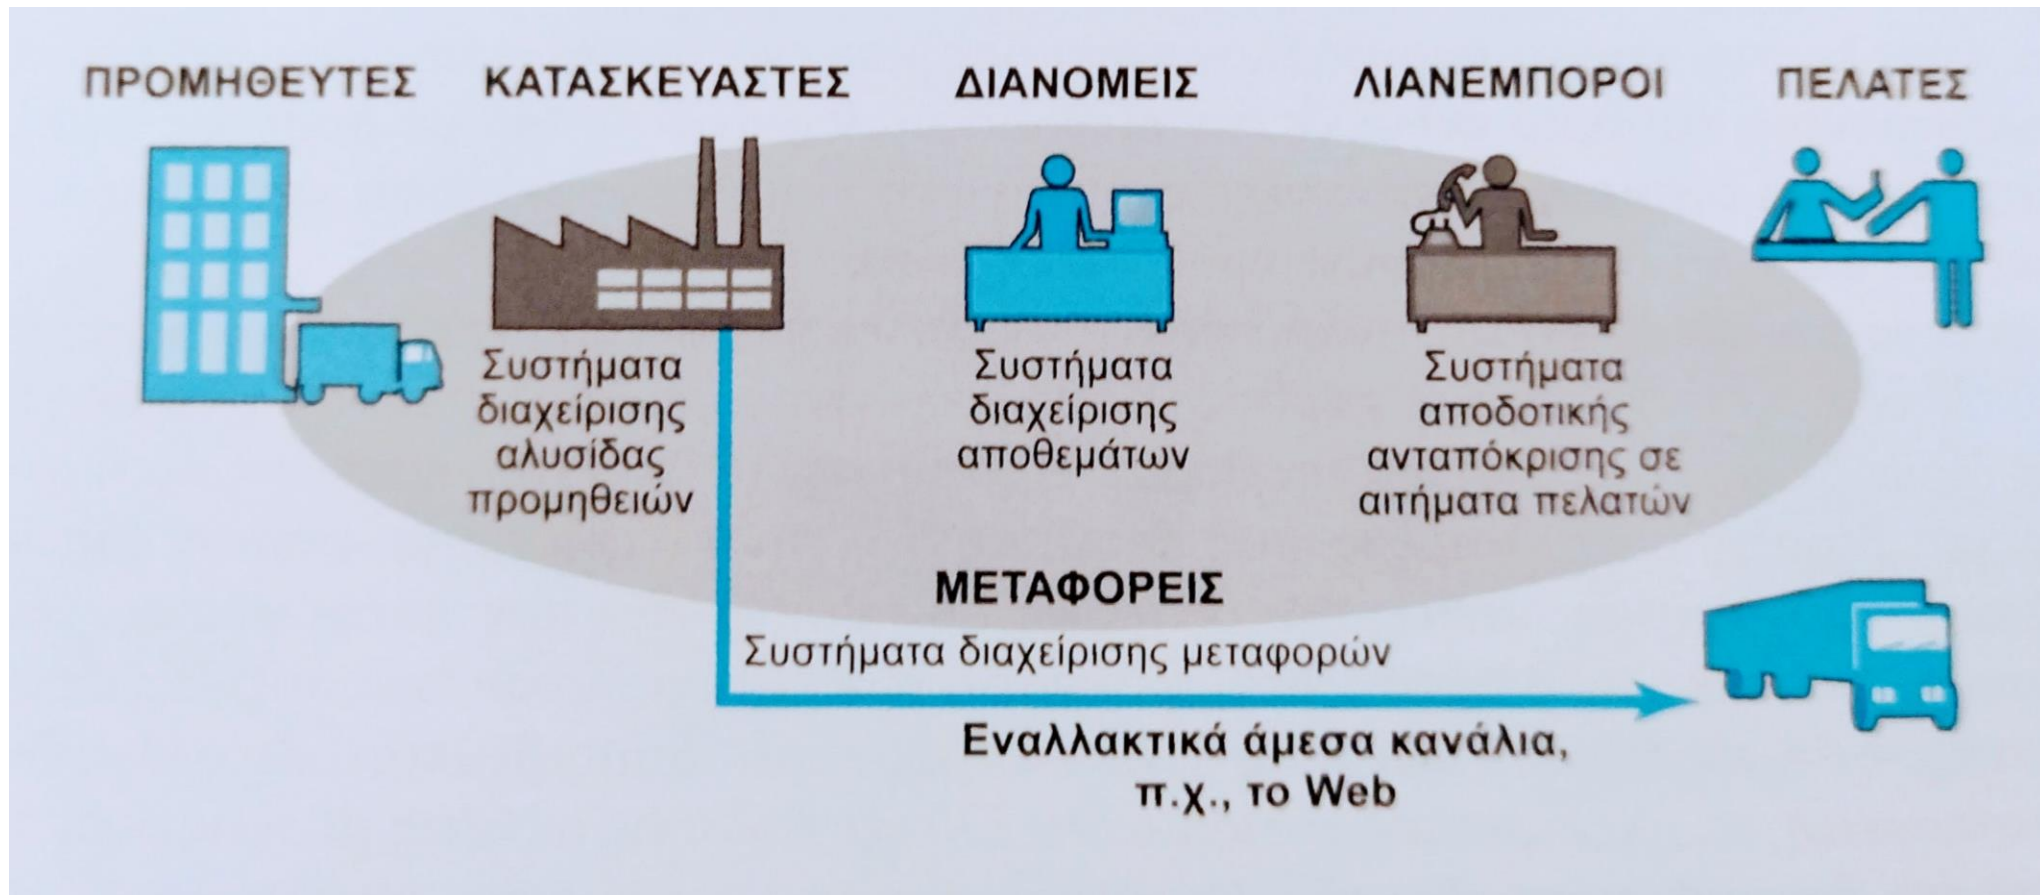 ΠΡΟΜΗΘΕΥΤΕΣ
ΚΑΤΑΣΚΕΥΑΣΤΕΣ
ΔΙΑΝΟΜΕΙΣ
ΛΙΑΝΕΜΠΟΡΟΙ
ΠΕΛΑΤΕΣ
Συστήματα
διαχείρισης
αλυσίδας
προμηθειών
Συστήματα
διαχείρισης
αποθεμάτων
Συστήματα
αποδοτικής
ανταπόκρισης σε
αιτήματα πελατών
ΜΕΤΑΦΟΡΕΙΣ
Συστήματα διαχείρισης μεταφορών
Εναλλακτικά άμεσα κανάλια,
π.χ., το Web